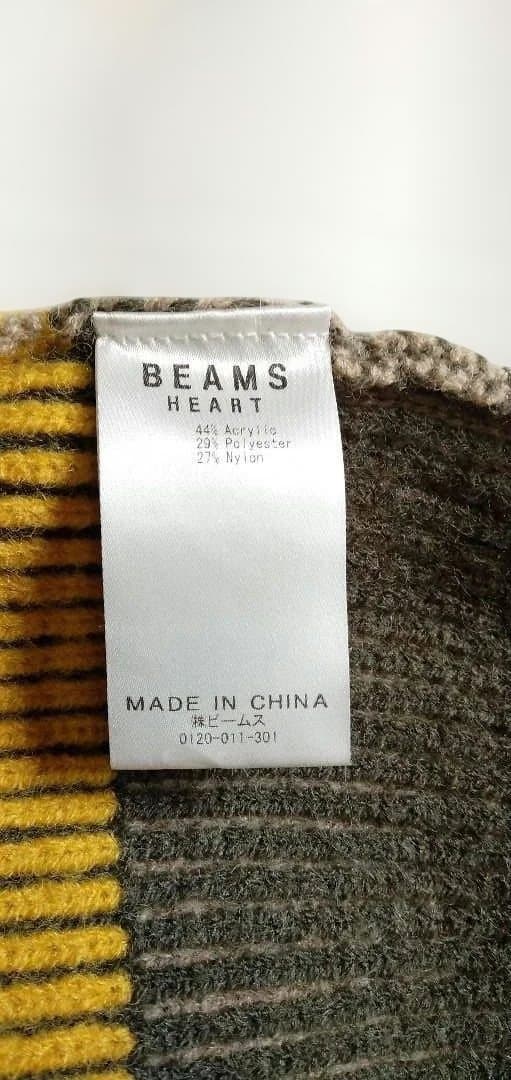 BEAMS
HEART
44% Acrylic
29% Polyester
27% Nylon
MADE IN CHINA
㈱ビームス
0120-011-301